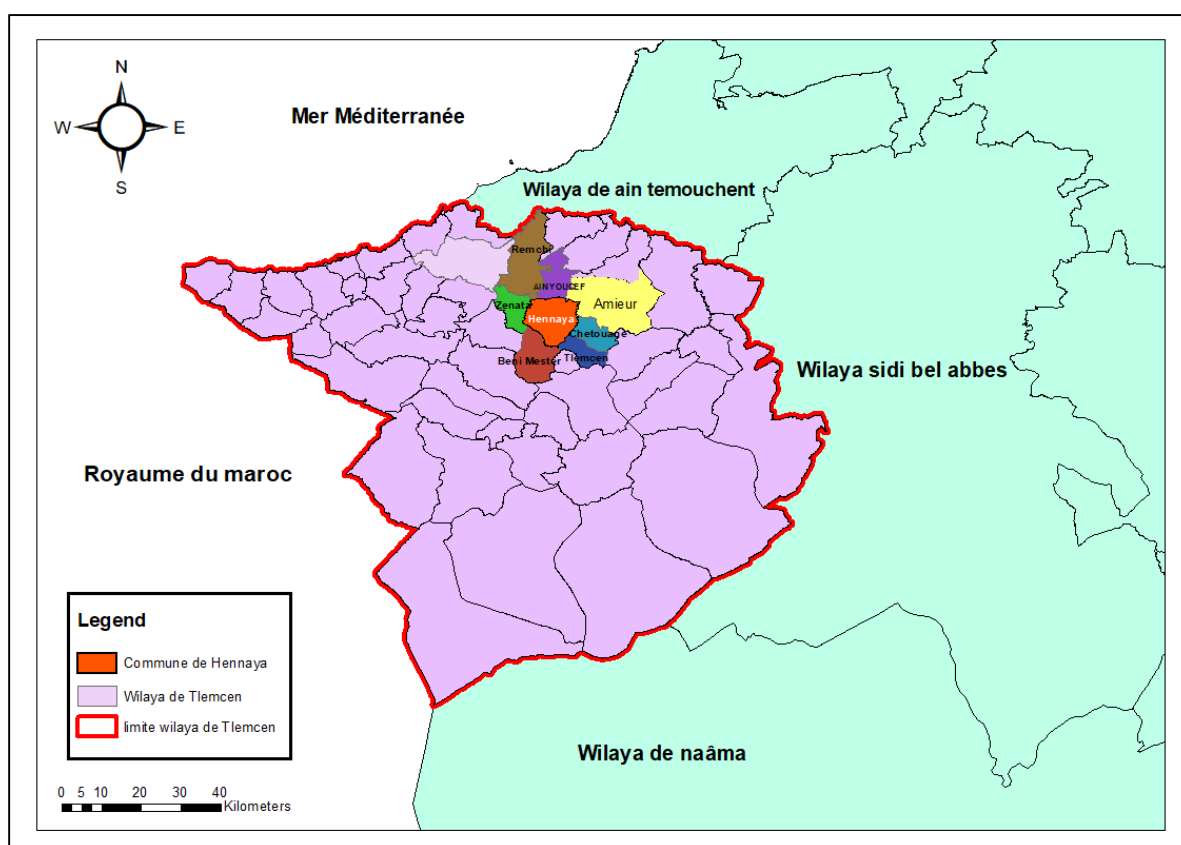 N
W E
S
Mer Méditerranée
Wilaya de ain temouchent
Remchi
AINYOUCEF
Zenata
Amieur
Hennaya
Chetouane
Beni Mester
Tlemcen
Wilaya sidi bel abbes
Royaume du maroc
Wilaya de naâma
Legend
Commune de Hennaya
Wilaya de Tlemcen
limite wilaya de Tlemcen
0 5 10 20 30 40
Kilometers